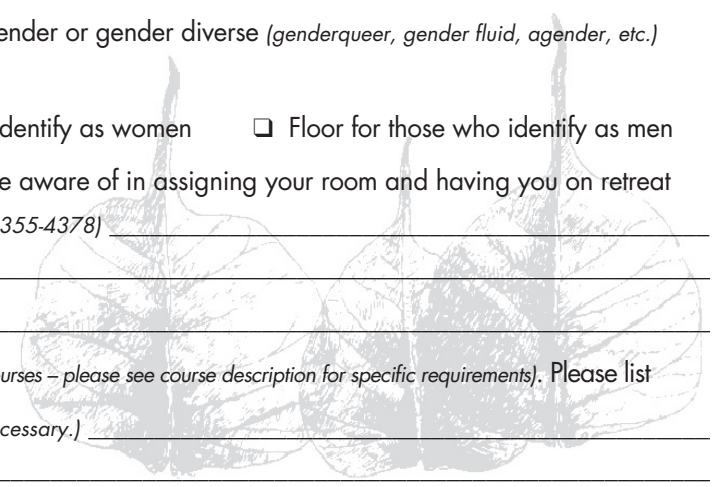 ender or gender diverse (genderqueer, gender fluid, agender, etc.)
dentify as women ❏ Floor for those who identify as men
e aware of in assigning your room and having you on retreat
355-4378)
urses – please see course description for specific requirements). Please list
cessary.)